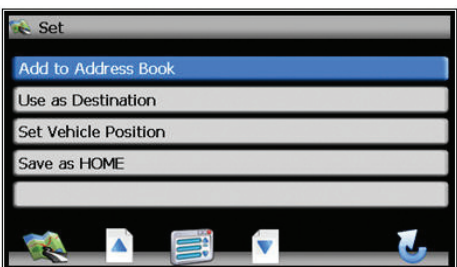 Set
Add to Address Book
Use as Destination
Set Vehicle Position
Save as HOME